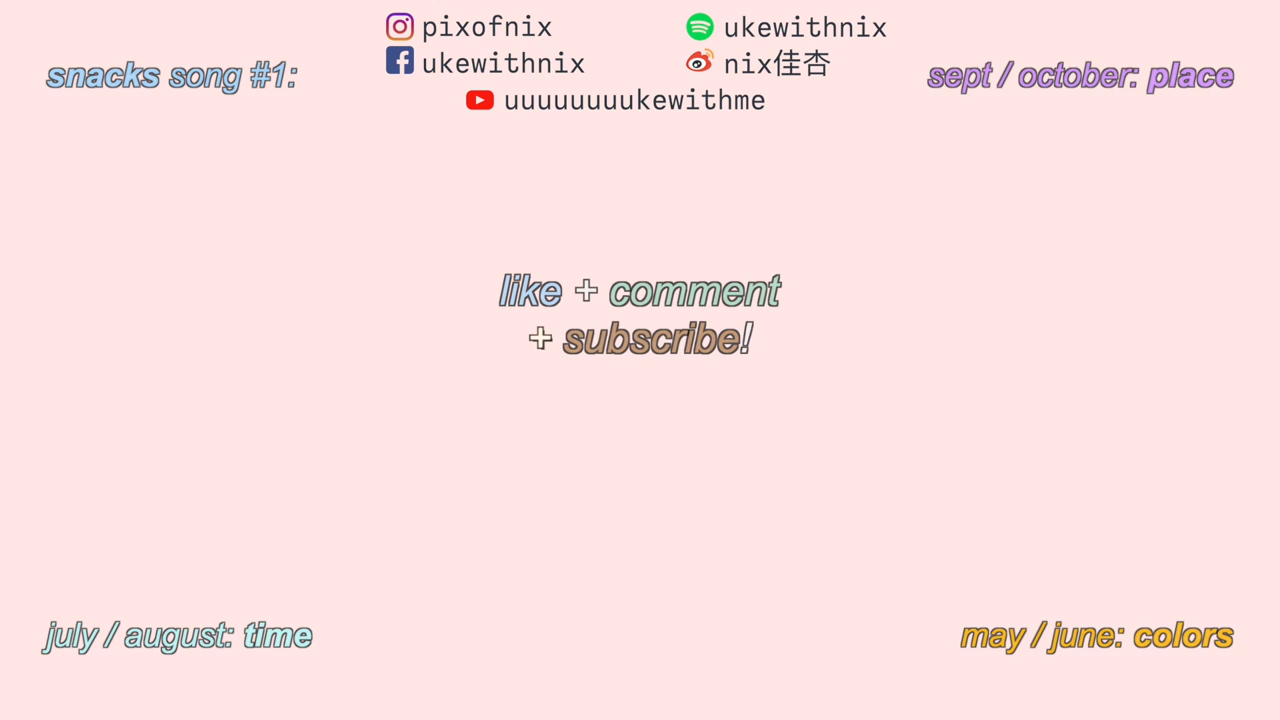 pixofnix
ukewithnix
ukewithnix
nix佳杏
uuuuuuuukewithme
snacks song #1:
sept / october: place
like + comment
+ subscribe!
july / august: time
may / june: colors